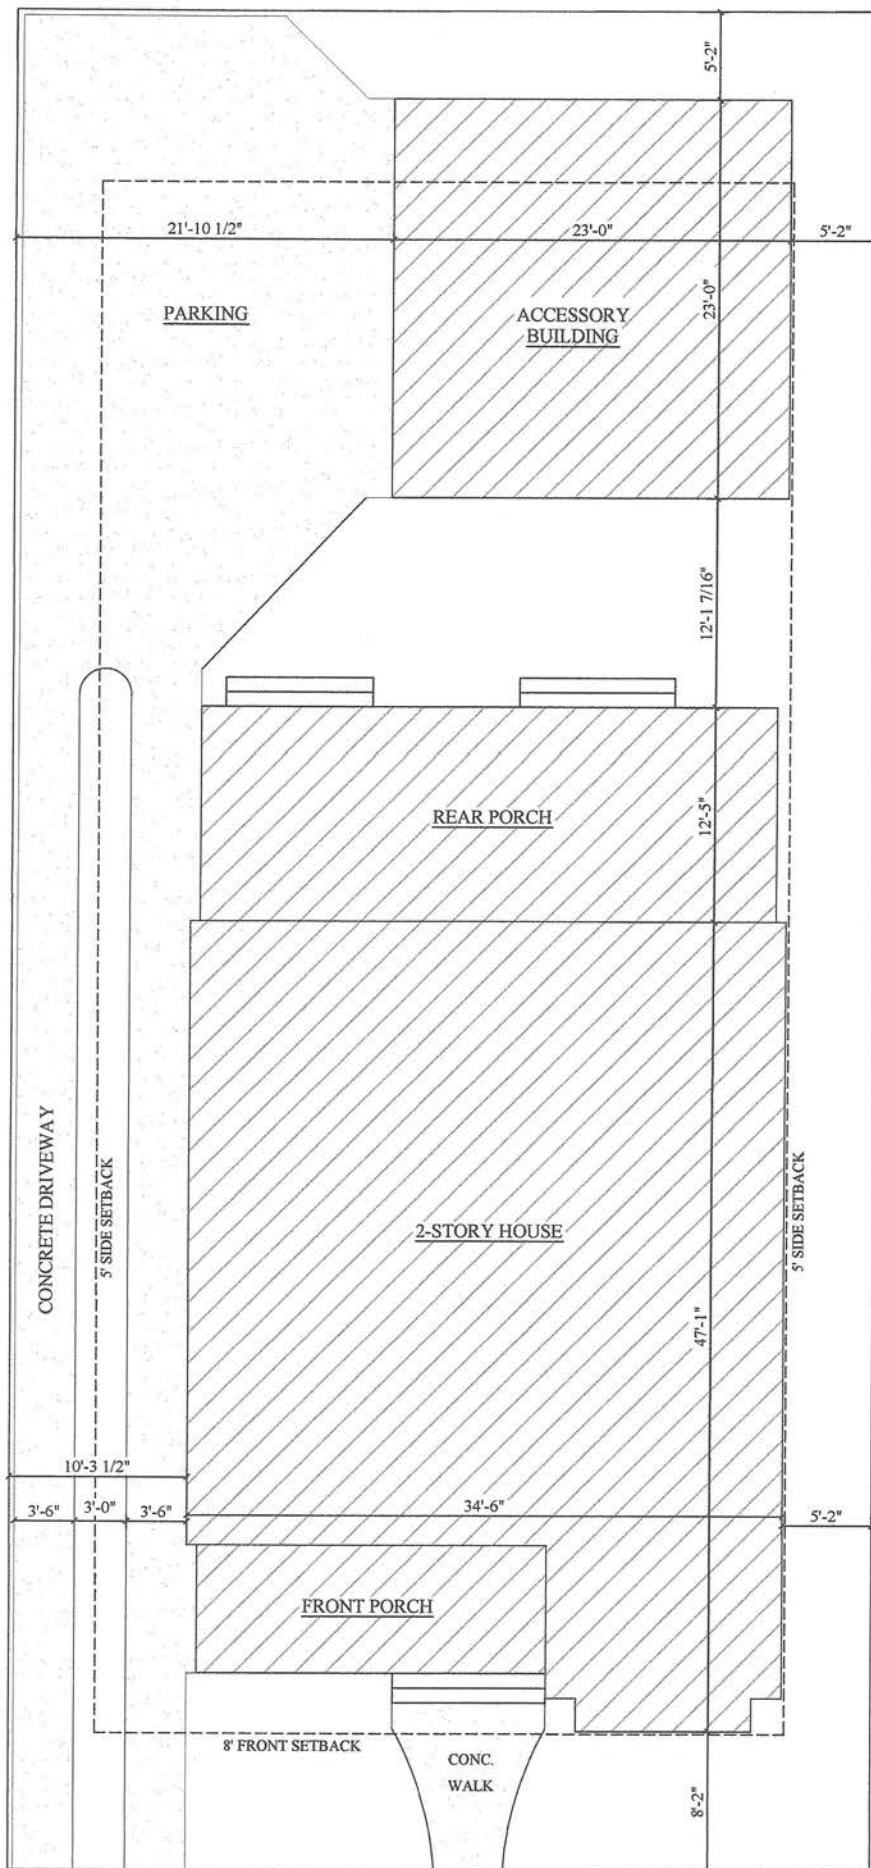 5'-2"
21'-10 1/2"
23'-0"
5'-2"
PARKING
ACCESSORY
BUILDING
23'-0"
12'-1 7/16"
REAR PORCH
12'-5"
CONCRETE DRIVEWAY
5' SIDE SETBACK
2-STORY HOUSE
5' SIDE SETBACK
47'-1"
10'-3 1/2"
3'-6"
3'-0"
3'-6"
34'-6"
5'-2"
FRONT PORCH
8' FRONT SETBACK
CONC.
WALK
8'-2"